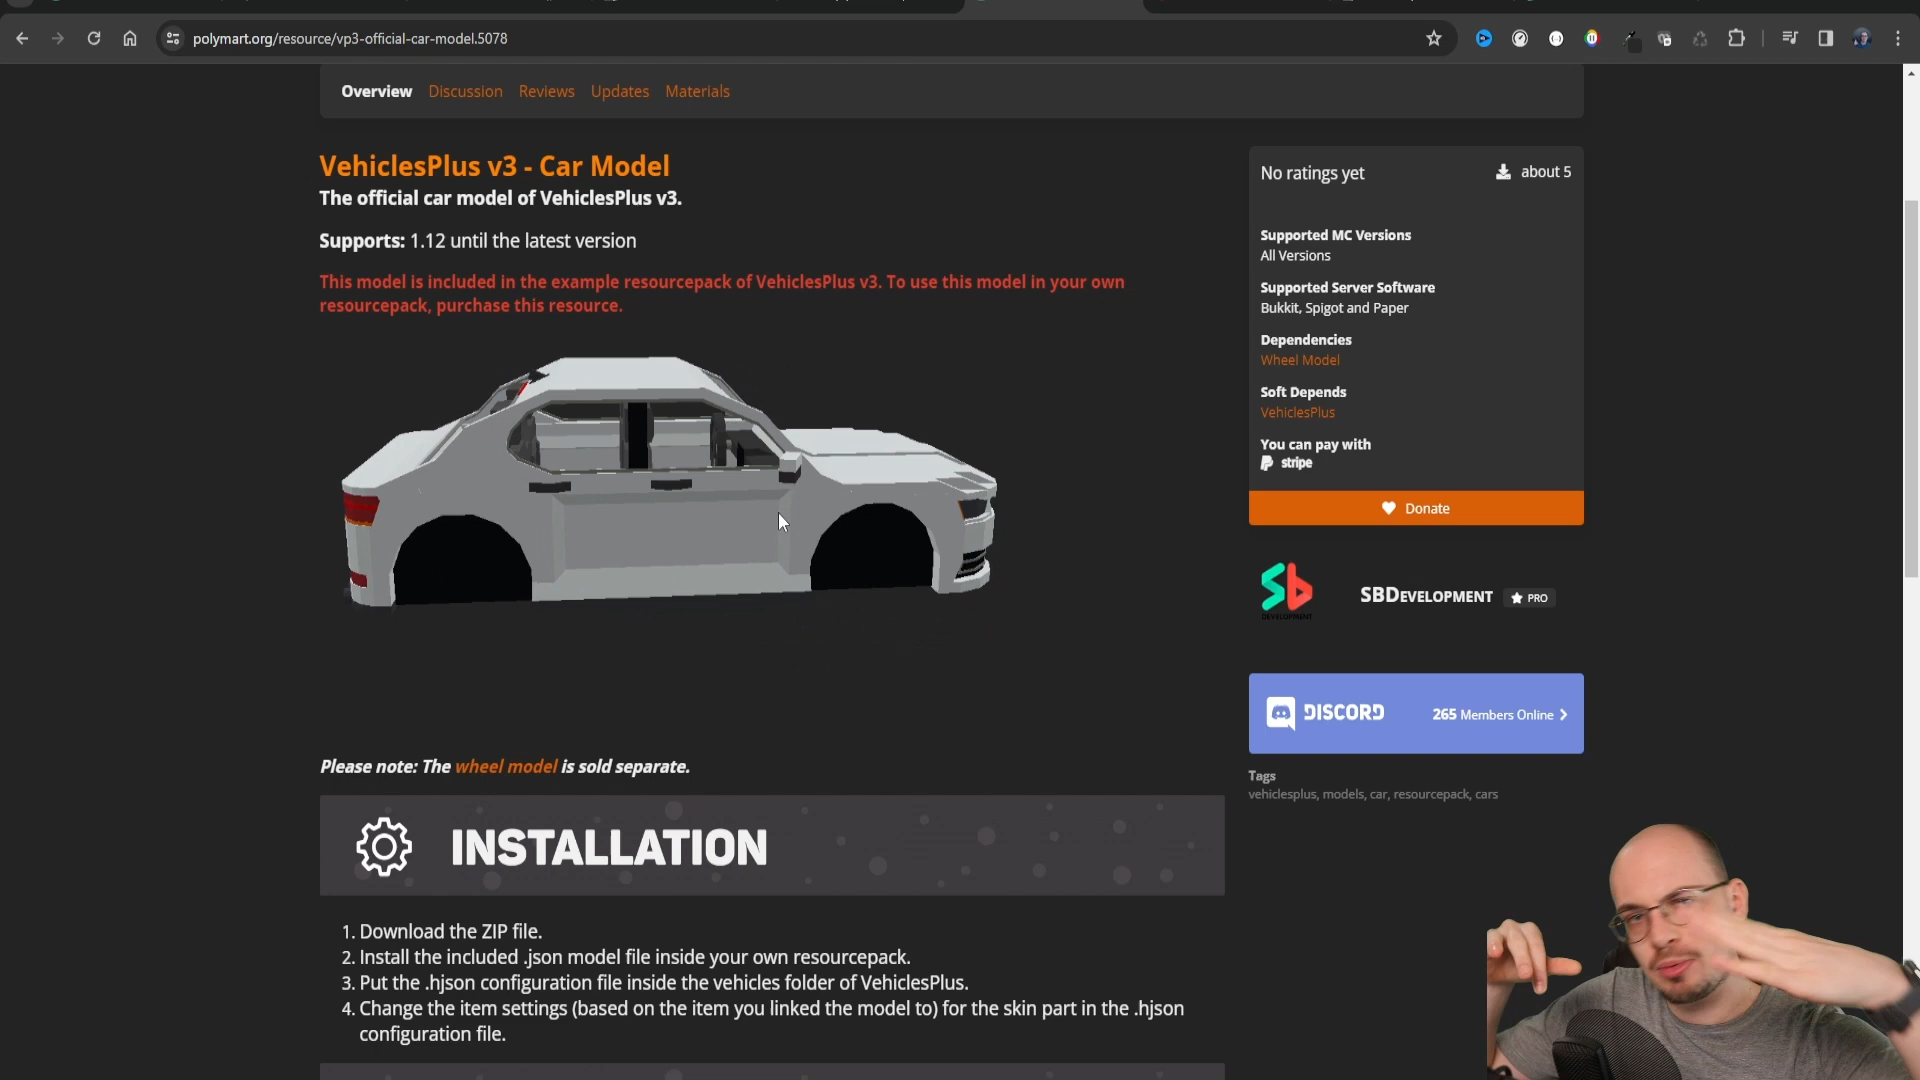 polymart.org/resource/vp3-official-car-model.5078
Overview Discussion Reviews Updates Materials
VehiclesPlus v3 - Car Model
The official car model of VehiclesPlus v3.
Supports: 1.12 until the latest version
This model is included in the example resourcepack of VehiclesPlus v3. To use this model in your own
resourcepack, purchase this resource.
Please note: The wheel model is sold separate.
INSTALLATION
1. Download the ZIP file.
2. Install the included .json model file inside your own resourcepack.
3. Put the .hjson configuration file inside the vehicles folder of VehiclesPlus.
4. Change the item settings (based on the item you linked the model to) for the skin part in the .hjson
configuration file.
No ratings yet about 5
Supported MC Versions
All Versions
Supported Server Software
Bukkit, Spigot and Paper
Dependencies
Wheel Model
Soft Depends
VehiclesPlus
You can pay with
stripe
Donate
Sb
DEVELOPMENT
SBDEVELOPMENT PRO
DISCORD 265 Members Online
Tags
vehiclesplus, models, car, resourcepack, cars